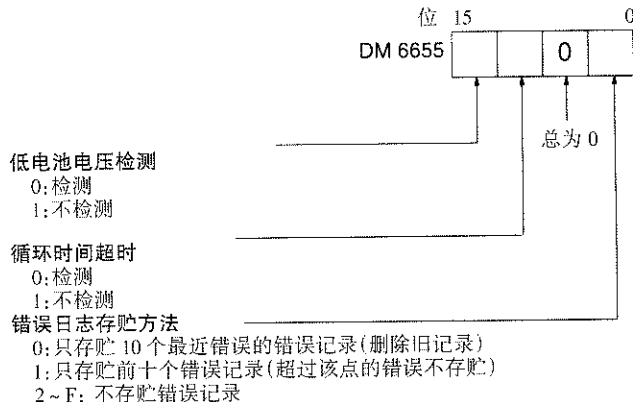 位 15 0
DM 6655 0
总为 0
低电池电压检测
0:检测
1:不检测
循环时间超时
0:检测
1:不检测
错误日志存贮方法
0:只存贮 10 个最近错误的错误记录(删除旧记录)
1:只存贮前十个错误记录(超过该点的错误不存贮)
2~F: 不存贮错误记录